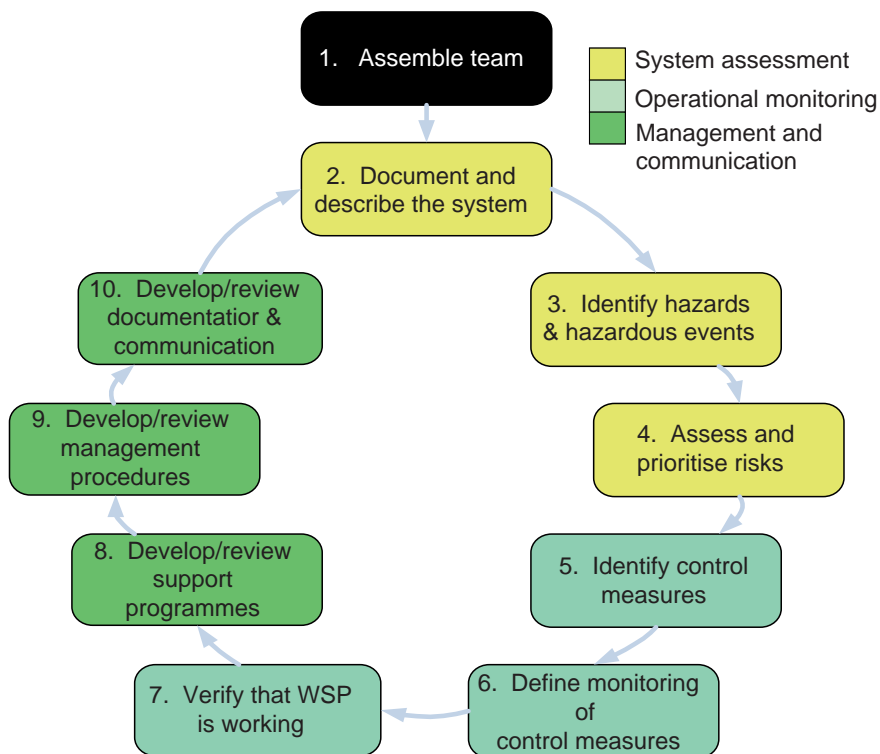 1. Assemble team
System assessment
Operational monitoring
Management and
communication
2. Document and
describe the system
3. Identify hazards
& hazardous events
4. Assess and
prioritise risks
5. Identify control
measures
6. Define monitoring
of
control measures
7. Verify that WSP
is working
8. Develop/review
support
programmes
9. Develop/review
management
procedures
10. Develop/review
documentatior &
communication